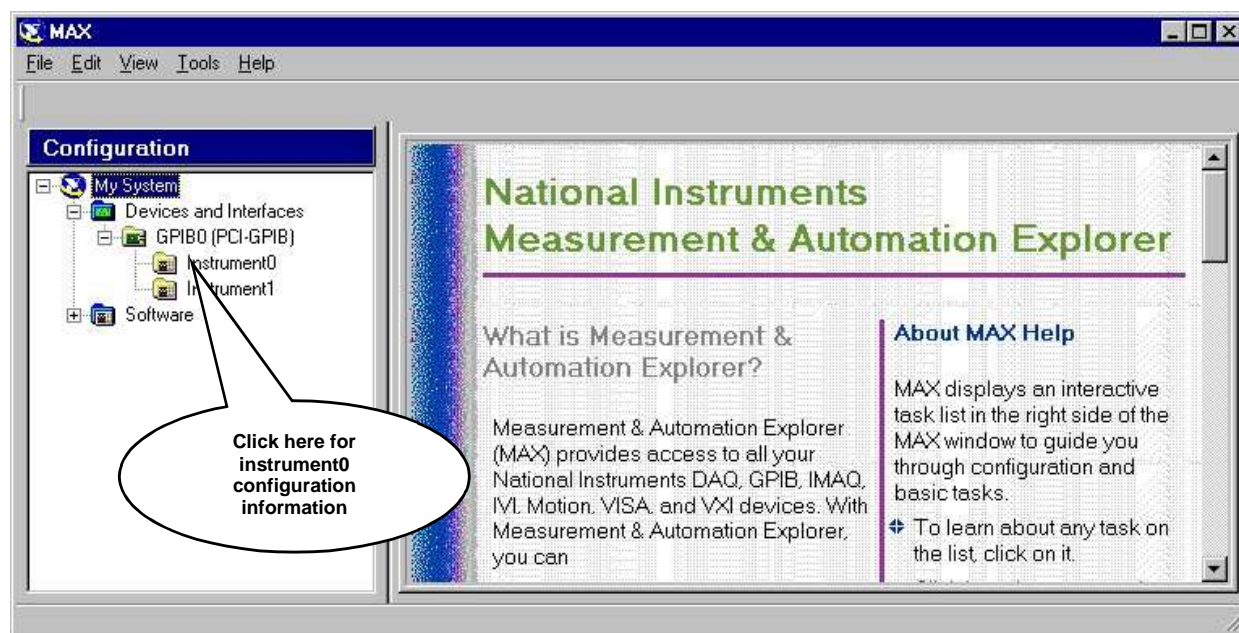 MAX
File Edit View Tools Help
Configuration
My System
Devices and Interfaces
GPIB0 (PCI-GPIB)
Instrument0
Instrument1
Software
Click here for
instrument0
configuration
information
National Instruments
Measurement & Automation Explorer
What is Measurement &
Automation Explorer?
Measurement & Automation Explorer
(MAX) provides access to all your
National Instruments DAQ, GPIB, IMAQ,
IVI, Motion, VISA, and VXI devices. With
Measurement & Automation Explorer,
you can
About MAX Help
MAX displays an interactive
task list in the right side of the
MAX window to guide you
through configuration and
basic tasks.
To learn about any task on
the list, click on it.